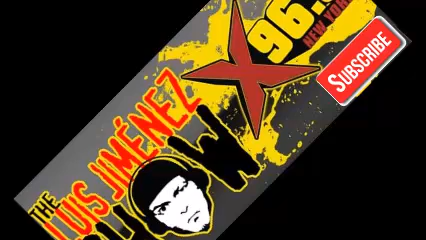 THE
LUIS JIMÉNEZ
SHOW
X
96.
NEW YORK
SUBSCRIBE